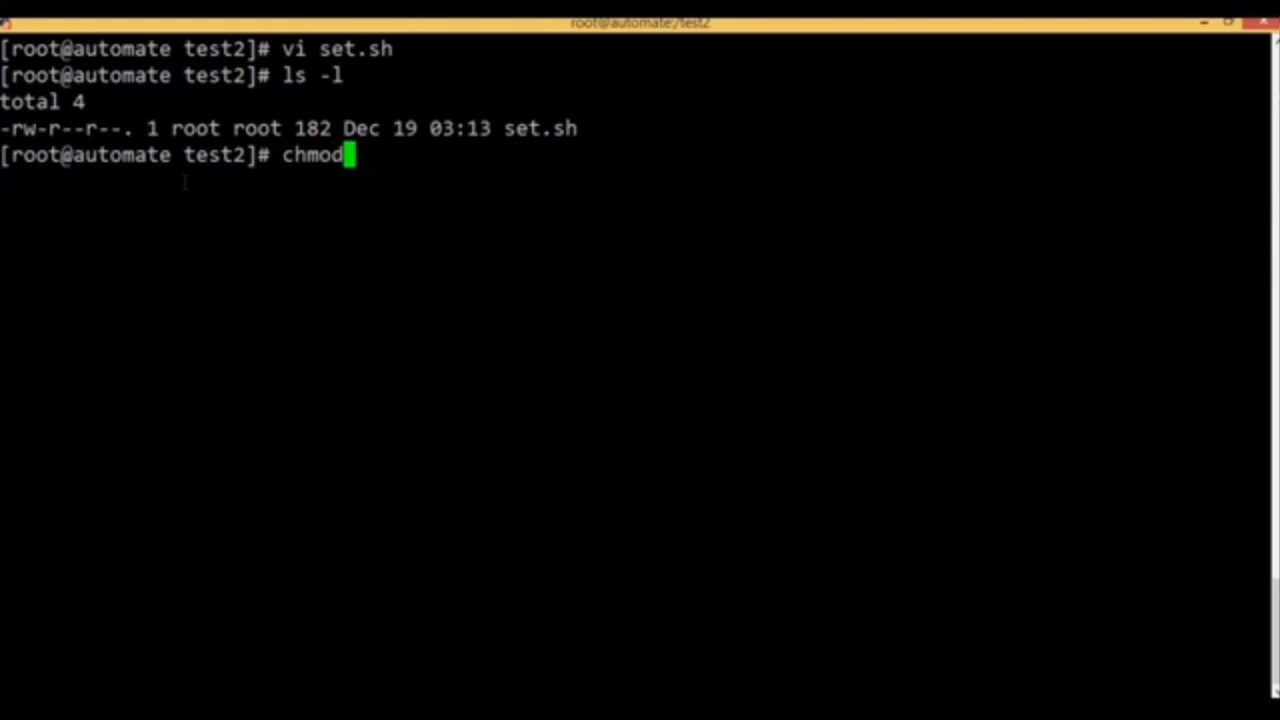 root@automate:/test2
[root@automate test2]# vi set.sh
[root@automate test2]# ls -l
total 4
-rw-r--r--. 1 root root 182 Dec 19 03:13 set.sh
[root@automate test2]# chmod